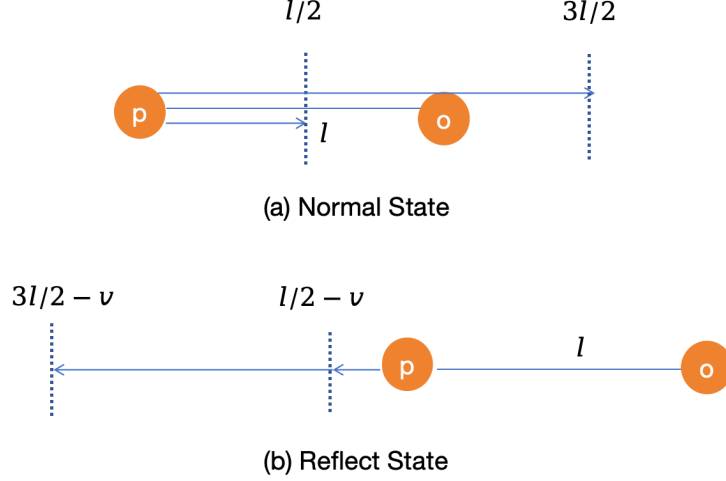 l/2 3l/2
p o
l
(a) Normal State
3l/2 − v l/2 − v
l
p o
(b) Reflect State